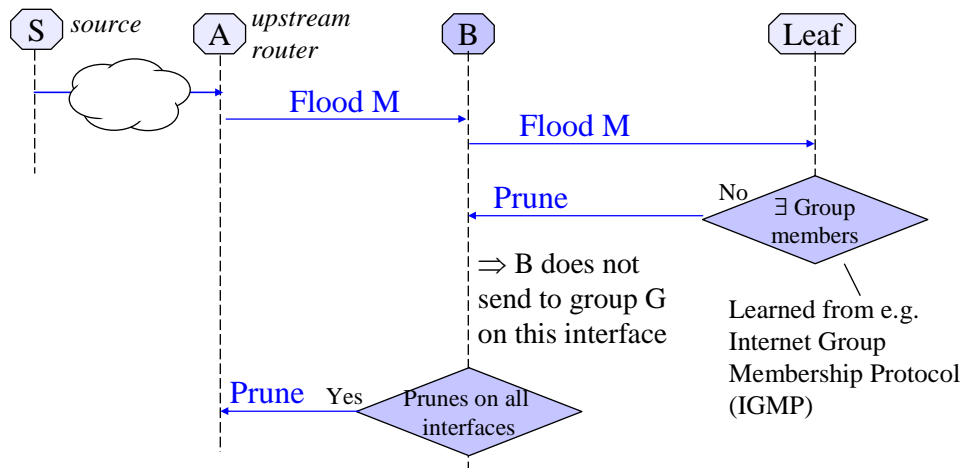 S
source
A
upstream
router
B
Leaf
Flood M
Flood M
No
Prune
∃ Group
members
⇒ B does not
send to group G
on this interface
Learned from e.g.
Internet Group
Membership Protocol
(IGMP)
Prune
Yes
Prunes on all
interfaces